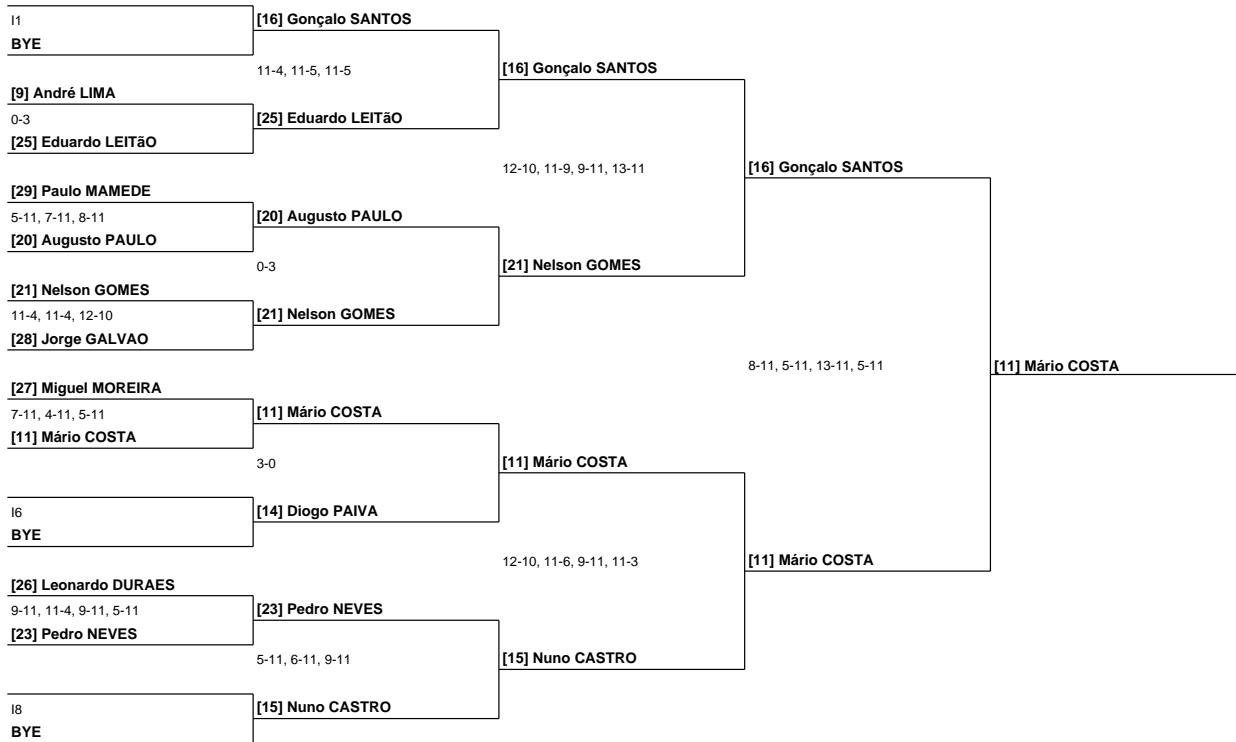 I1
BYE
[16] Gonçalo SANTOS
11-4, 11-5, 11-5
[16] Gonçalo SANTOS
[9] André LIMA
0-3
[25] Eduardo LEITãO
[25] Eduardo LEITãO
12-10, 11-9, 9-11, 13-11
[16] Gonçalo SANTOS
[29] Paulo MAMEDE
5-11, 7-11, 8-11
[20] Augusto PAULO
[20] Augusto PAULO
0-3
[21] Nelson GOMES
[21] Nelson GOMES
11-4, 11-4, 12-10
[28] Jorge GALVAO
[21] Nelson GOMES
8-11, 5-11, 13-11, 5-11
[11] Mário COSTA
[27] Miguel MOREIRA
7-11, 4-11, 5-11
[11] Mário COSTA
[11] Mário COSTA
3-0
[11] Mário COSTA
I6
BYE
[14] Diogo PAIVA
12-10, 11-6, 9-11, 11-3
[11] Mário COSTA
[26] Leonardo DURAES
9-11, 11-4, 9-11, 5-11
[23] Pedro NEVES
[23] Pedro NEVES
5-11, 6-11, 9-11
[15] Nuno CASTRO
I8
BYE
[15] Nuno CASTRO